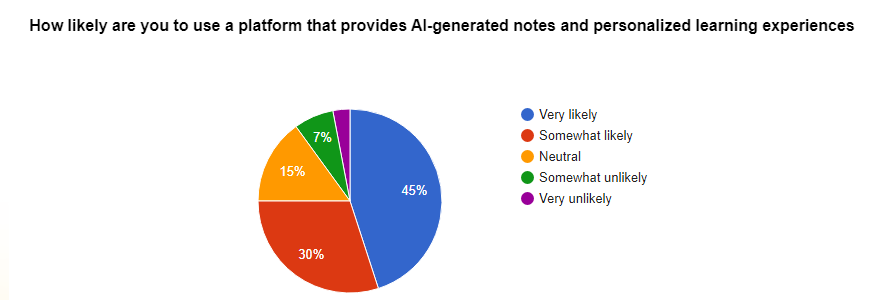 How likely are you to use a platform that provides AI-generated notes and personalized learning experiences
Very likely
Somewhat likely
Neutral
Somewhat unlikely
Very unlikely
7%
15%
45%
30%